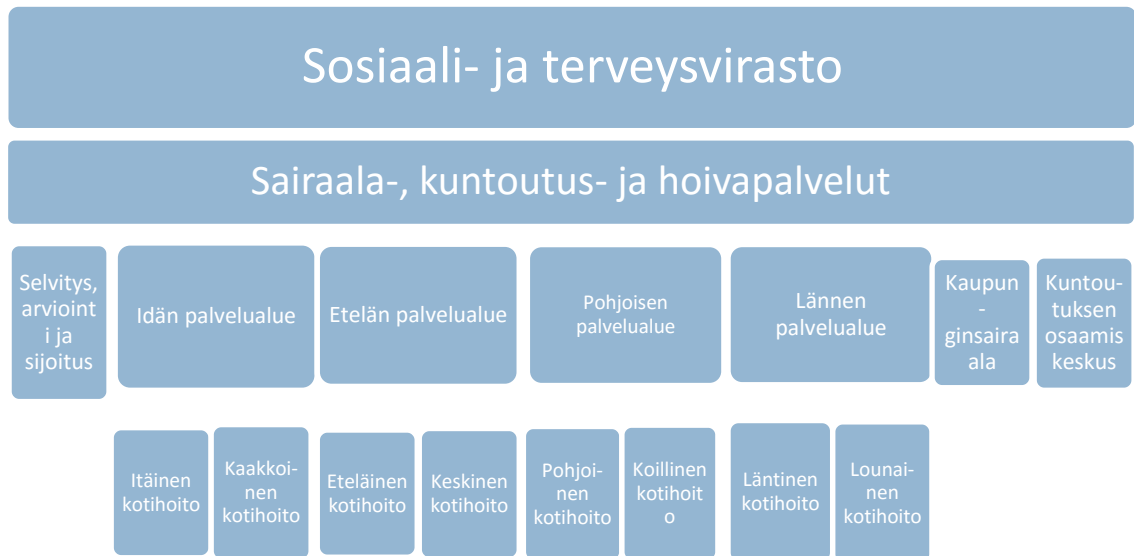 Sosiaali- ja terveysvirasto
Sairaala-, kuntoutus- ja hoivapalvelut
Selvitys,
arvioint
i ja
sijoitus
Idän palvelualue
Etelän palvelualue
Pohjoisen
palvelualue
Lännen
palvelualue
Kaupun
-
ginsaira
ala
Kuntou-
tuksen
osaamis
keskus
Itäinen
kotihoito
Kaakkoi-
nen
kotihoito
Eteläinen
kotihoito
Keskinen
kotihoito
Pohjoi-
nen
kotihoito
Koillinen
kotihoit
o
Läntinen
kotihoito
Lounai-
nen
kotihoito